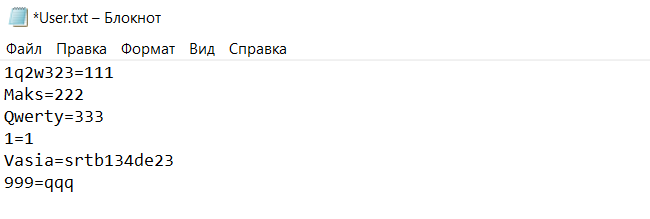 *User.txt – Блокнот
Файл Правка Формат Вид Справка
1q2w323=111
Maks=222
Qwerty=333
1=1
Vasia=srtb134de23
999=qqq